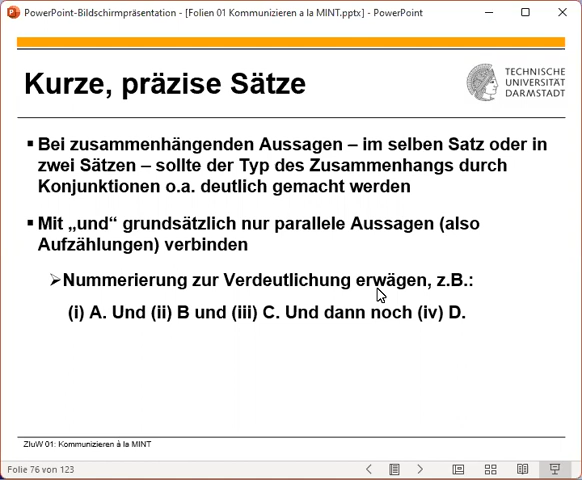 PowerPoint-Bildschirmpräsentation - [Folien 01 Kommunizieren a la MINT.pptx] - PowerPoint
Kurze, präzise Sätze
TECHNISCHE
UNIVERSITÄT
DARMSTADT
▪ Bei zusammenhängenden Aussagen – im selben Satz oder in
zwei Sätzen – sollte der Typ des Zusammenhangs durch
Konjunktionen o.a. deutlich gemacht werden
▪ Mit „und“ grundsätzlich nur parallele Aussagen (also
Aufzählungen) verbinden
➢Nummerierung zur Verdeutlichung erwägen, z.B.:
(i) A. Und (ii) B und (iii) C. Und dann noch (iv) D.
ZIuW 01: Kommunizieren à la MINT
Folie 76 von 123